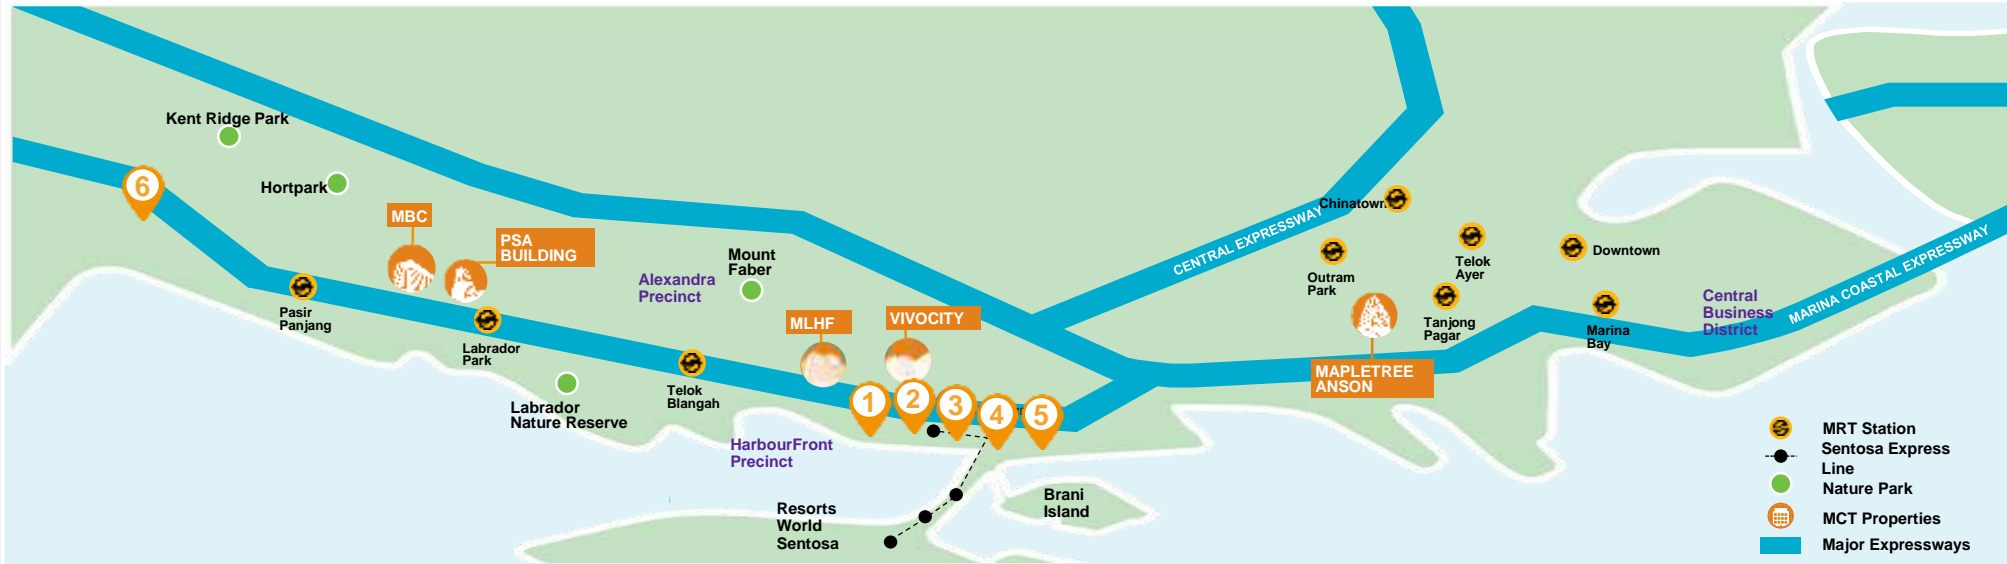 Kent Ridge Park
6
Hortpark
MBC
PSA
BUILDING
Pasir
Panjang
Labrador
Park
Labrador
Nature Reserve
Alexandra
Precinct
Mount
Faber
Telok
Blangah
MLHF
VIVOCITY
1
2
3
4
5
HarbourFront
Precinct
Resorts
World
Sentosa
Brani
Island
CENTRAL EXPRESSWAY
Chinatown
Outram
Park
Telok
Ayer
Downtown
Tanjong
Pagar
MAPLETREE
ANSON
Marina
Bay
Central
Business
District
MARINA COASTAL EXPRESSWAY
MRT Station
Sentosa Express
Line
Nature Park
MCT Properties
Major Expressways